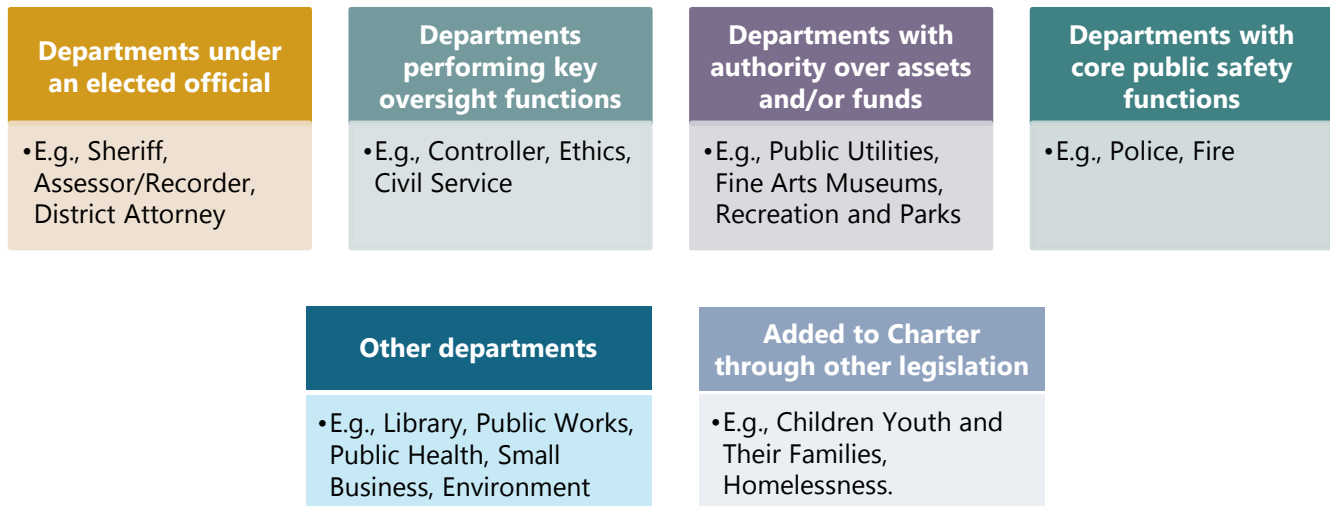 Departments under
an elected official
•E.g., Sheriff,
Assessor/Recorder,
District Attorney
Departments
performing key
oversight functions
•E.g., Controller, Ethics,
Civil Service
Departments with
authority over assets
and/or funds
•E.g., Public Utilities,
Fine Arts Museums,
Recreation and Parks
Departments with
core public safety
functions
•E.g., Police, Fire
Other departments
•E.g., Library, Public Works,
Public Health, Small
Business, Environment
Added to Charter
through other legislation
•E.g., Children Youth and
Their Families,
Homelessness.